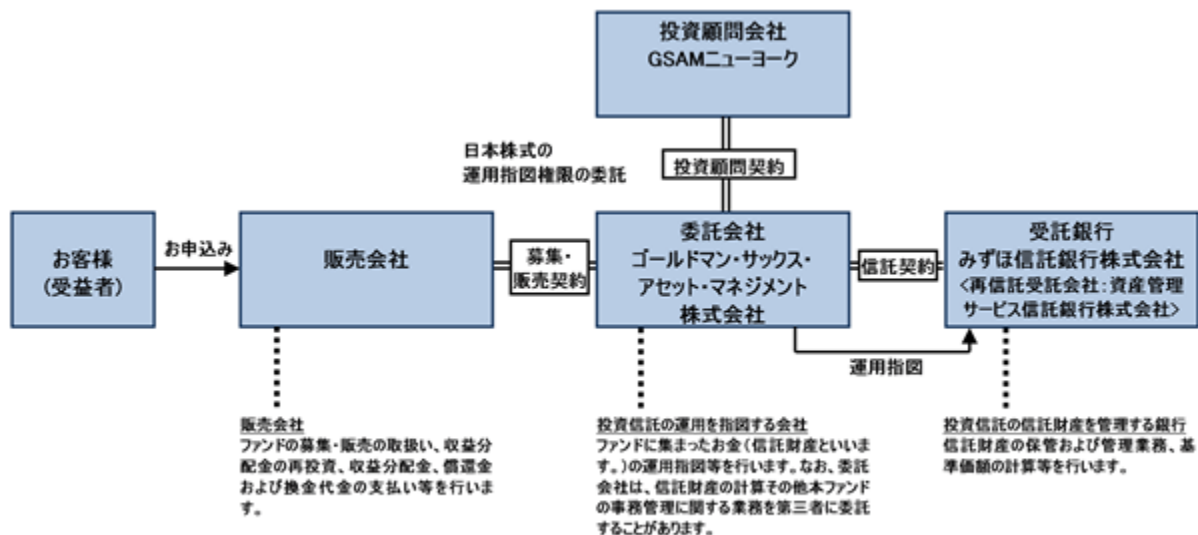 投資顧問会社
GSAMニューヨーク
日本株式の
運用指図権限の委託
投資顧問契約
お客様
(受益者)
お申込み
販売会社
募集・
販売契約
委託会社
ゴールドマン・サックス・
アセット・マネジメント
株式会社
信託契約
受託銀行
みずほ信託銀行株式会社
<再信託受託会社:資産管理
サービス信託銀行株式会社>
運用指図
販売会社
ファンドの募集・販売の取扱い、収益分
配金の再投資、収益分配金、償還金
および換金代金の支払い等を行いま
す。
投資信託の運用を指図する会社
ファンドに集まったお金(信託財産といいま
す。)の運用指図等を行います。なお、委託
会社は、信託財産の計算その他本ファンド
の事務管理に関する業務を第三者に委託
することがあります。
投資信託の信託財産を管理する銀行
信託財産の保管および管理業務、基
準価額の計算等を行います。